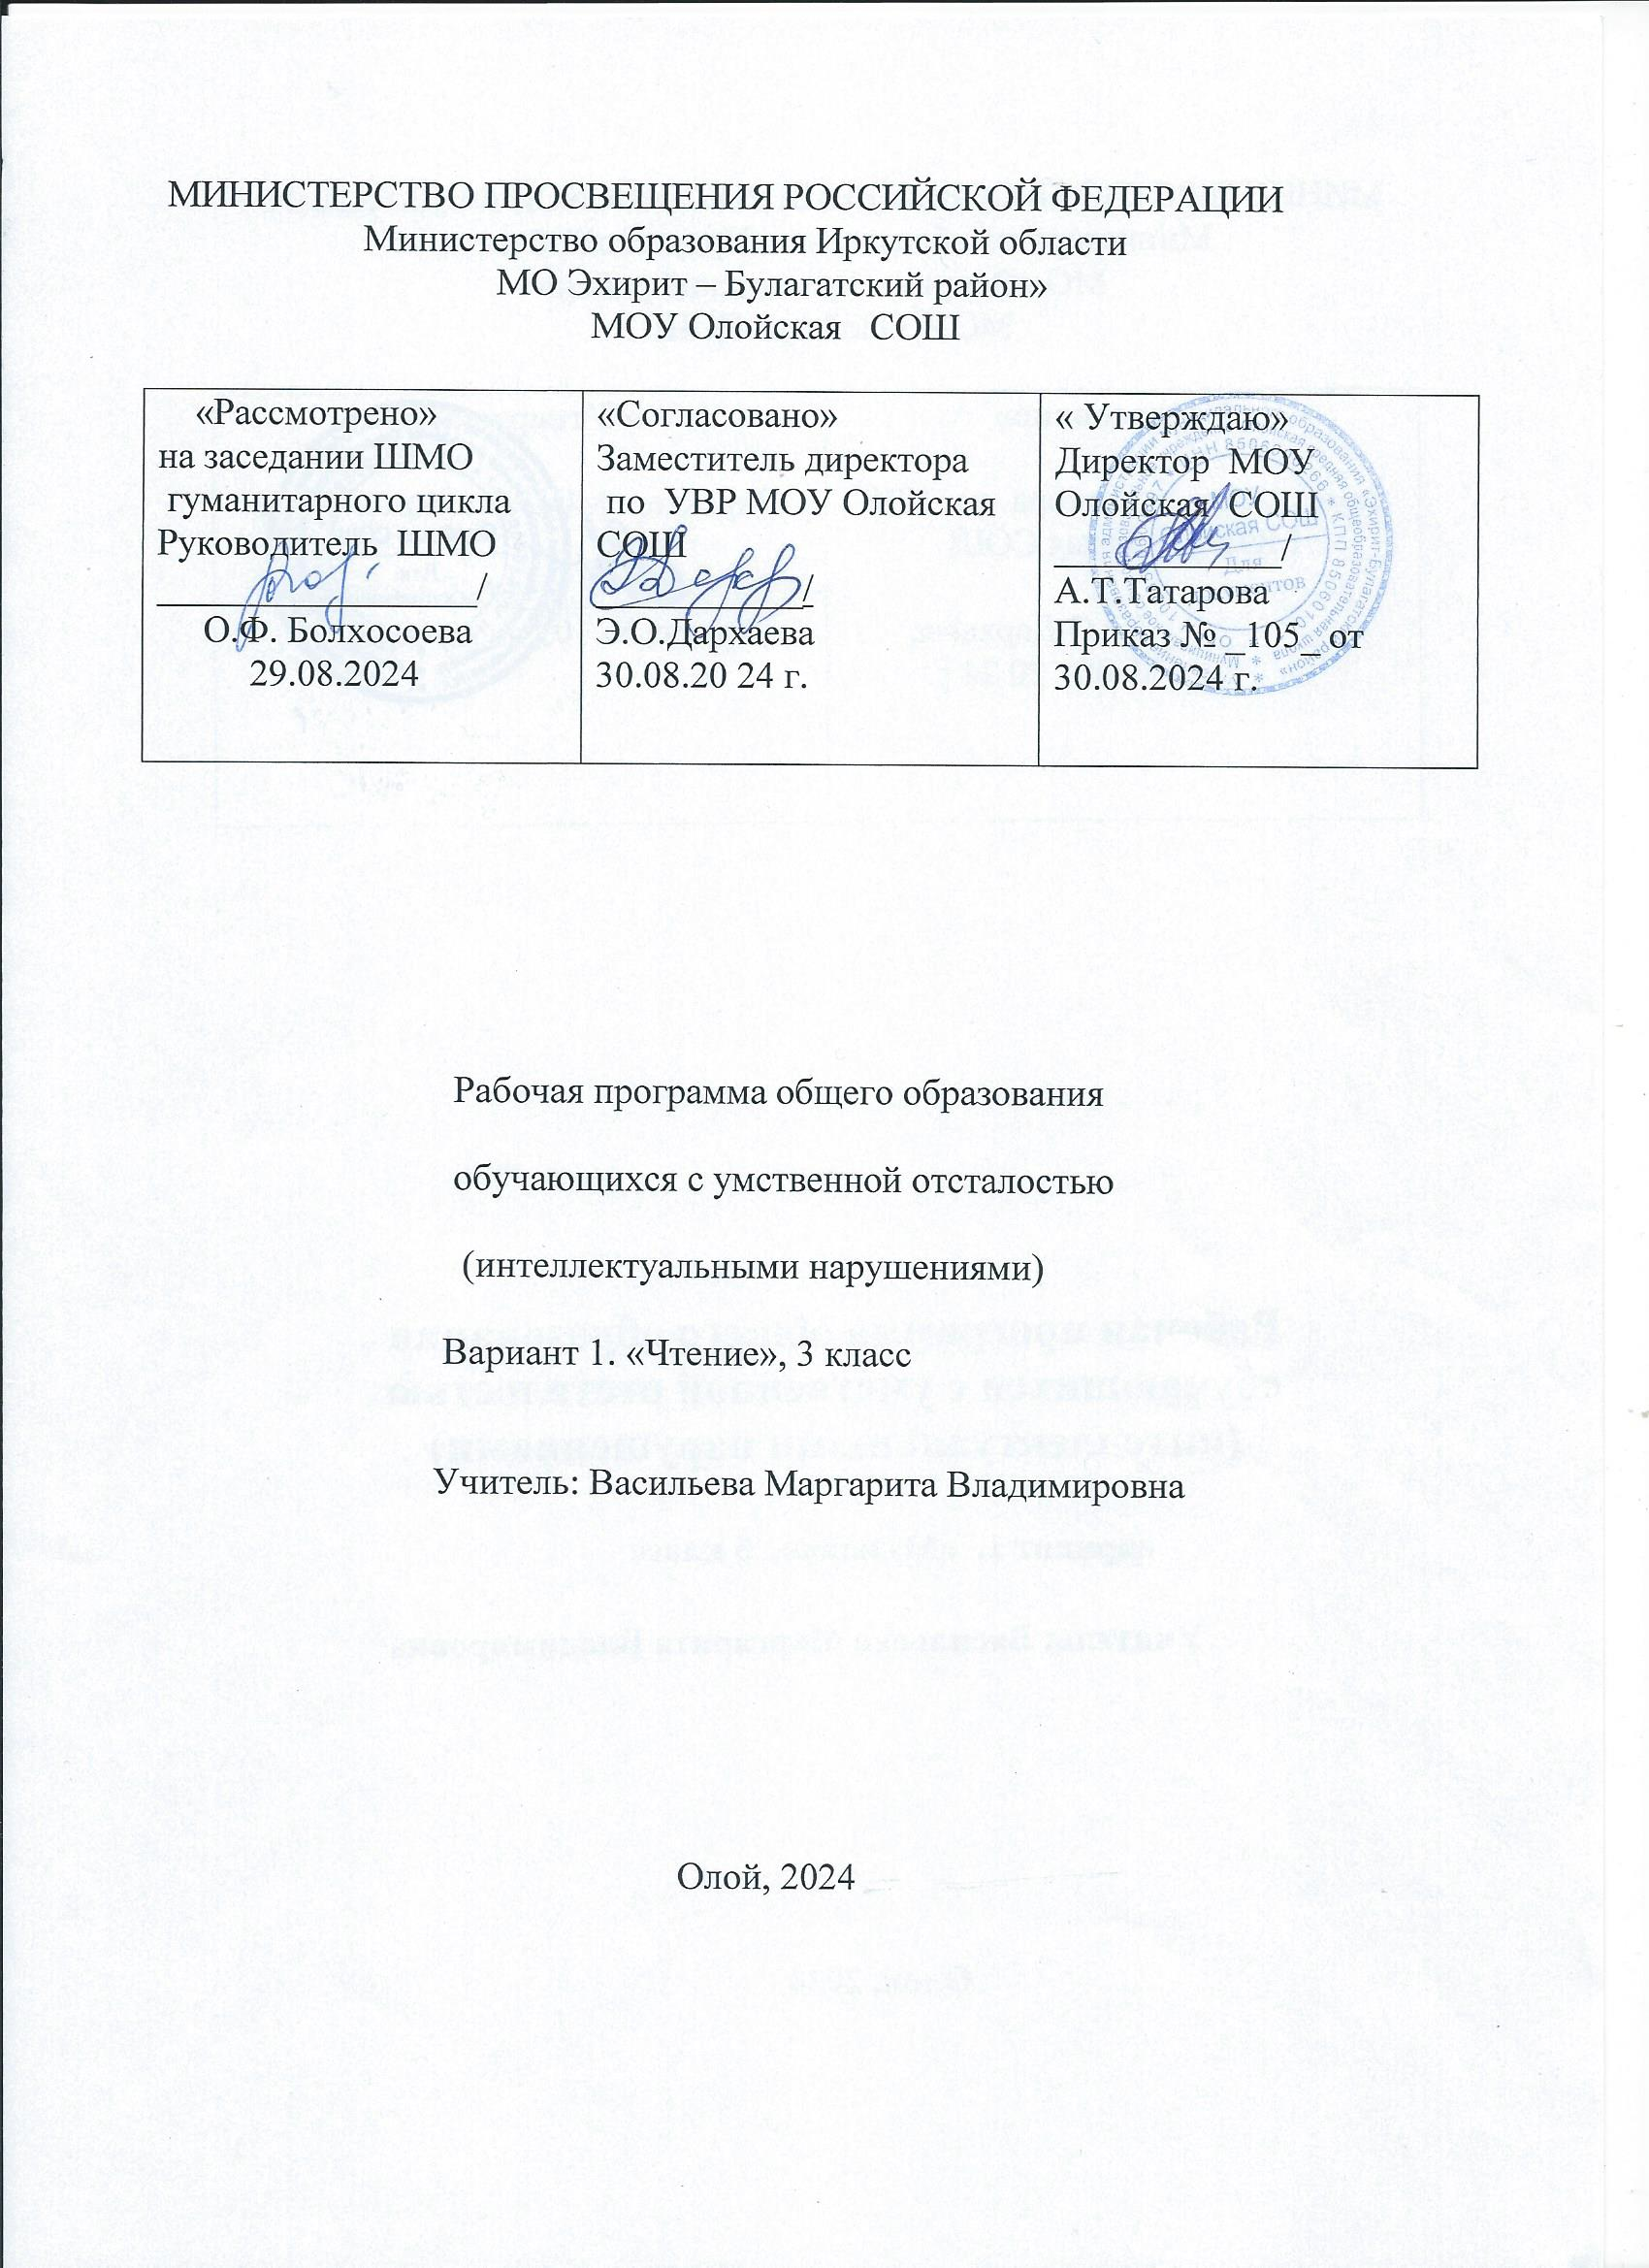 МИНИСТЕРСТВО ПРОСВЕЩЕНИЯ РОССИЙСКОЙ ФЕДЕРАЦИИ
Министерство образования Иркутской области
МО Эхирит – Булагатский район»
МОУ Олойская СОШ
«Рассмотрено»
на заседании ШМО
гуманитарного цикла
Руководитель ШМО
/
О.Ф. Болхосоева
29.08.2024
«Согласовано»
Заместитель директора
по УВР МОУ Олойская
СОШ
/
Э.О.Дархаева
30.08.20 24 г.
« Утверждаю»
Директор МОУ
Олойская СОШ
/
А.Т.Татарова
Приказ № _105_ от
30.08.2024 г.
Рабочая программа общего образования
обучающихся с умственной отсталостью
(интеллектуальными нарушениями)
Вариант 1. «Чтение», 3 класс
Учитель: Васильева Маргарита Владимировна
Олой, 2024